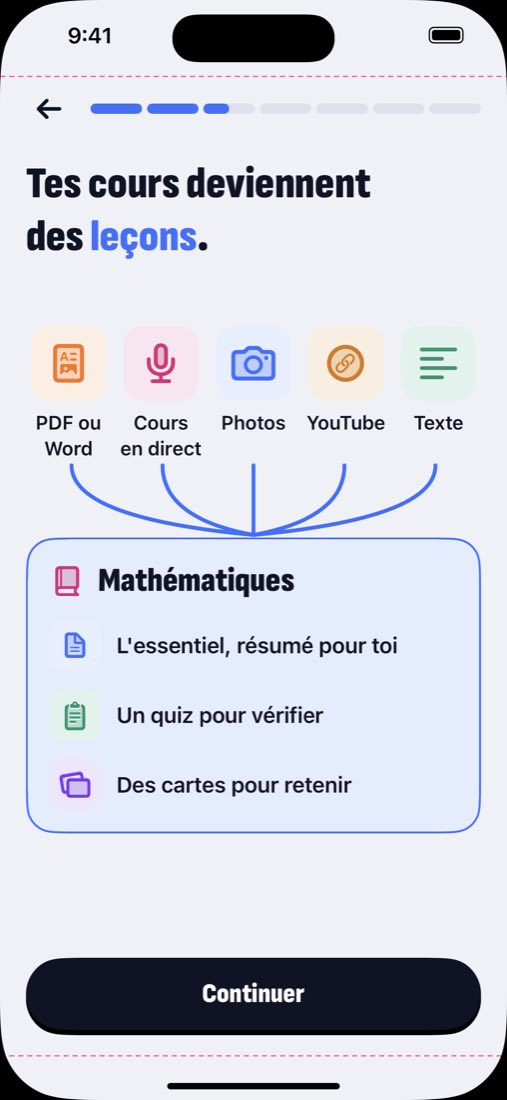 9:41
Tes cours deviennent
des leçons.
PDF ou
Word
Cours
en direct
Photos
YouTube
Texte
Mathématiques
L'essentiel, résumé pour toi
Un quiz pour vérifier
Des cartes pour retenir
Continuer